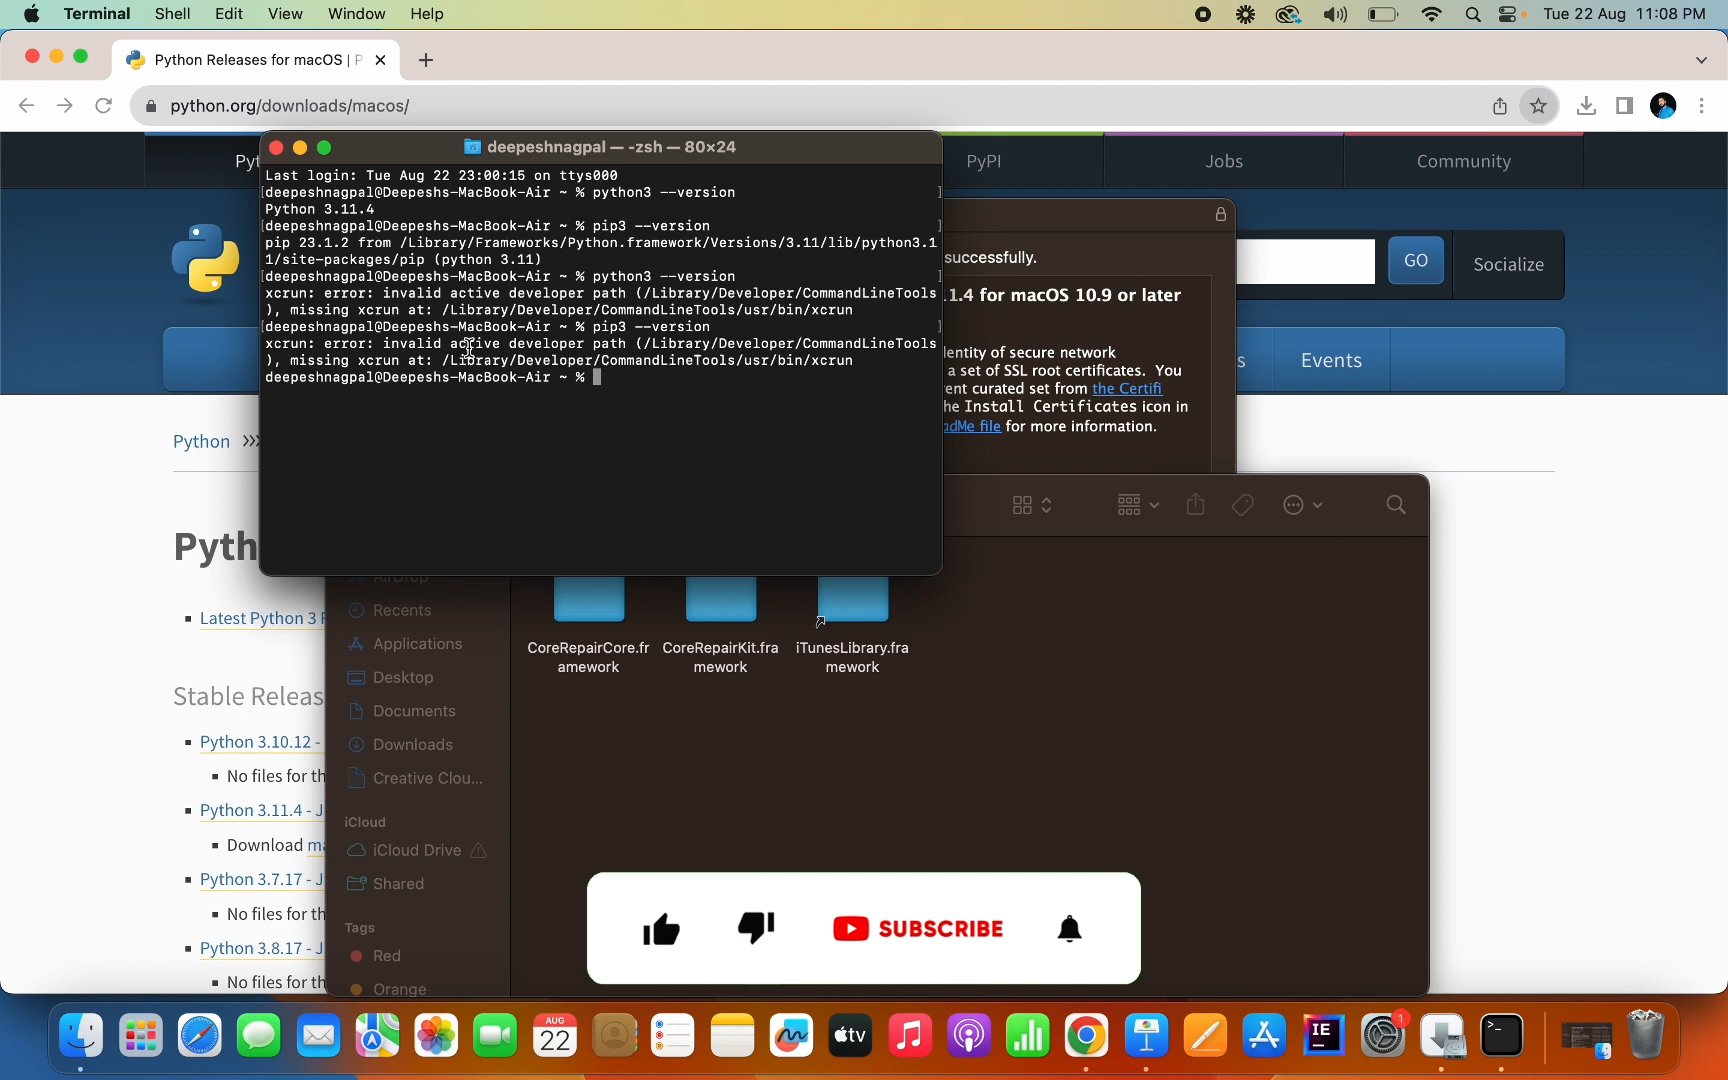 Terminal Shell Edit View Window Help
Tue 22 Aug 11:08 PM
Python Releases for macOS | P
python.org/downloads/macos/
PyPI Jobs Community
deepeshnagpal — -zsh — 80×24
Last login: Tue Aug 22 23:00:15 on ttys000
[deepeshnagpal@Deepeshs-MacBook-Air ~ % python3 --version ]
Python 3.11.4
[deepeshnagpal@Deepeshs-MacBook-Air ~ % pip3 --version ]
pip 23.1.2 from /Library/Frameworks/Python.framework/Versions/3.11/lib/python3.1
1/site-packages/pip (python 3.11)
[deepeshnagpal@Deepeshs-MacBook-Air ~ % python3 --version ]
xcrun: error: invalid active developer path (/Library/Developer/CommandLineTools
), missing xcrun at: /Library/Developer/CommandLineTools/usr/bin/xcrun
[deepeshnagpal@Deepeshs-MacBook-Air ~ % pip3 --version ]
xcrun: error: invalid active developer path (/Library/Developer/CommandLineTools
), missing xcrun at: /Library/Developer/CommandLineTools/usr/bin/xcrun
deepeshnagpal@Deepeshs-MacBook-Air ~ %
successfully.
1.4 for macOS 10.9 or later
a set of SSL root certificates. You
ent curated set from the Certifi
he Install Certificates icon in
adMe file for more information.
GO
Socialize
s Events
Python >>>
Pyth
Latest Python 3 R
Stable Releas
Python 3.10.12 -
No files for th
Python 3.11.4 - J
Download ma
Python 3.7.17 - J
No files for th
Python 3.8.17 - J
No files for th
AirDrop
Recents
Applications
Desktop
Documents
Downloads
Creative Clou...
iCloud
iCloud Drive
Shared
Tags
Red
Orange
CoreRepairCore.fr
amework
CoreRepairKit.fra
mework
iTunesLibrary.fra
mework
SUBSCRIBE
AUG
22
tv
IE
1
>_